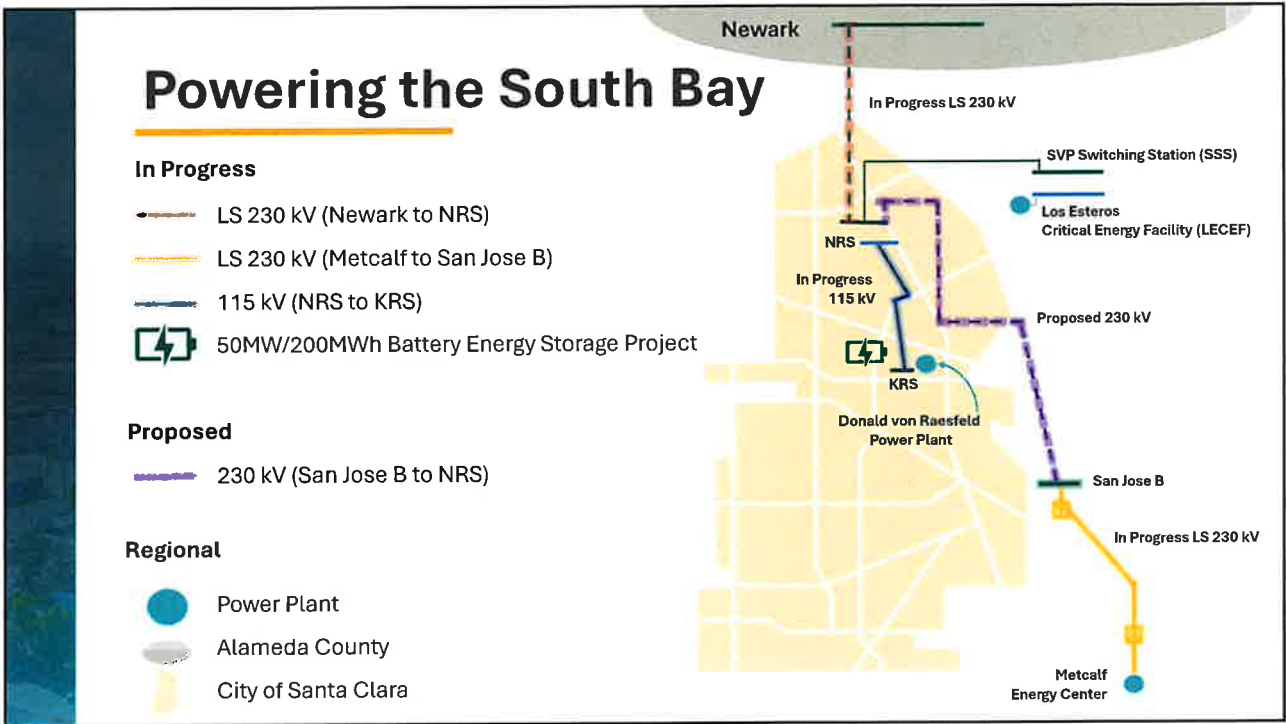 Powering the South Bay
In Progress
LS 230 kV (Newark to NRS)
LS 230 kV (Metcalf to San Jose B)
115 kV (NRS to KRS)
50MW/200MWh Battery Energy Storage Project
Proposed
230 kV (San Jose B to NRS)
Regional
Power Plant
Alameda County
City of Santa Clara
Newark
In Progress LS 230 kV
SVP Switching Station (SSS)
Los Esteros
Critical Energy Facility (LECEF)
NRS
In Progress
115 kV
Proposed 230 kV
KRS
Donald von Raesfeld
Power Plant
San Jose B
In Progress LS 230 kV
Metcalf
Energy Center